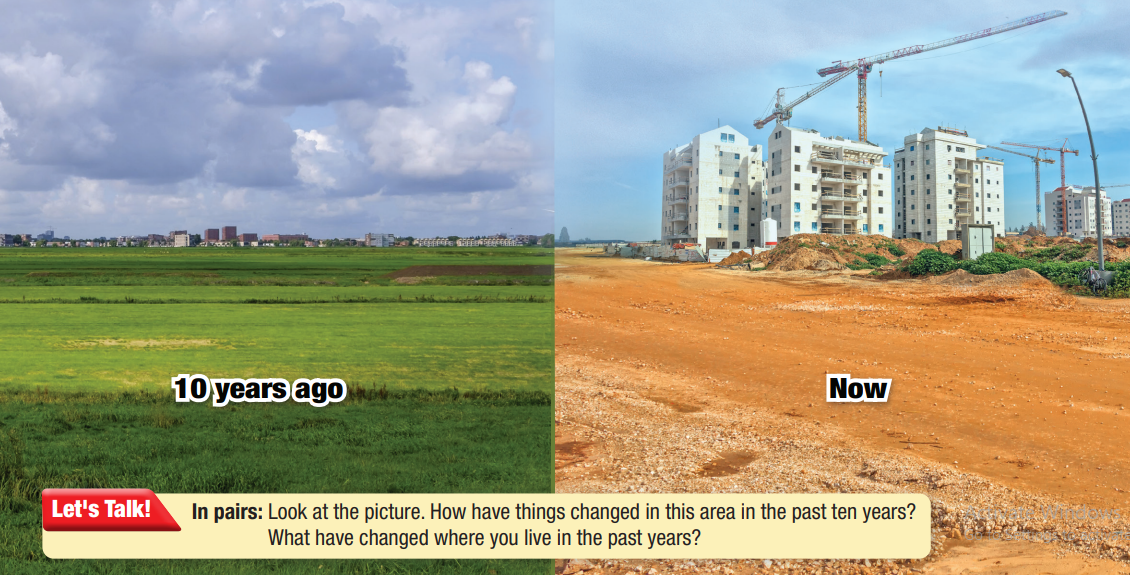 10 years ago
Now
Let's Talk!
In pairs: Look at the picture. How have things changed in this area in the past ten years?
What have changed where you live in the past years?